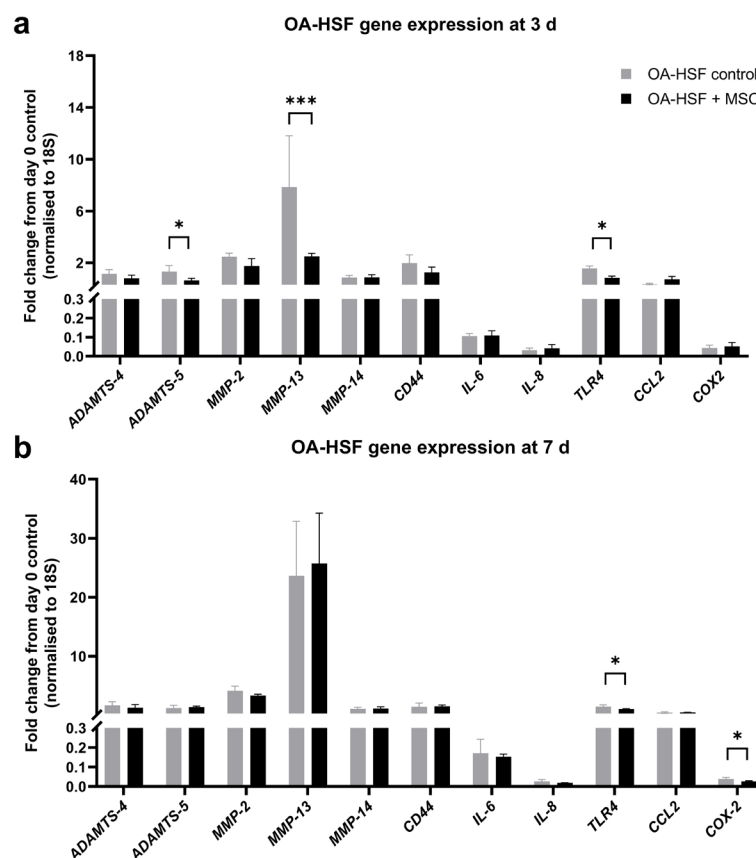 a
OA-HSF gene expression at 3 d
Fold change from day 0 control
(normalised to 18S)
18
14
10
6
2
0.3
0.2
0.1
0.0
OA-HSF control
OA-HSF + MSC
*
***
*
ADAMTS-4
ADAMTS-5
MMP-2
MMP-13
MMP-14
CD44
IL-6
IL-8
TLR4
CCL2
COX2
b
OA-HSF gene expression at 7 d
Fold change from day 0 control
(normalised to 18S)
40
30
20
10
0.3
0.2
0.1
0.0
*
*
ADAMTS-4
ADAMTS-5
MMP-2
MMP-13
MMP-14
CD44
IL-6
IL-8
TLR4
CCL2
COX-2